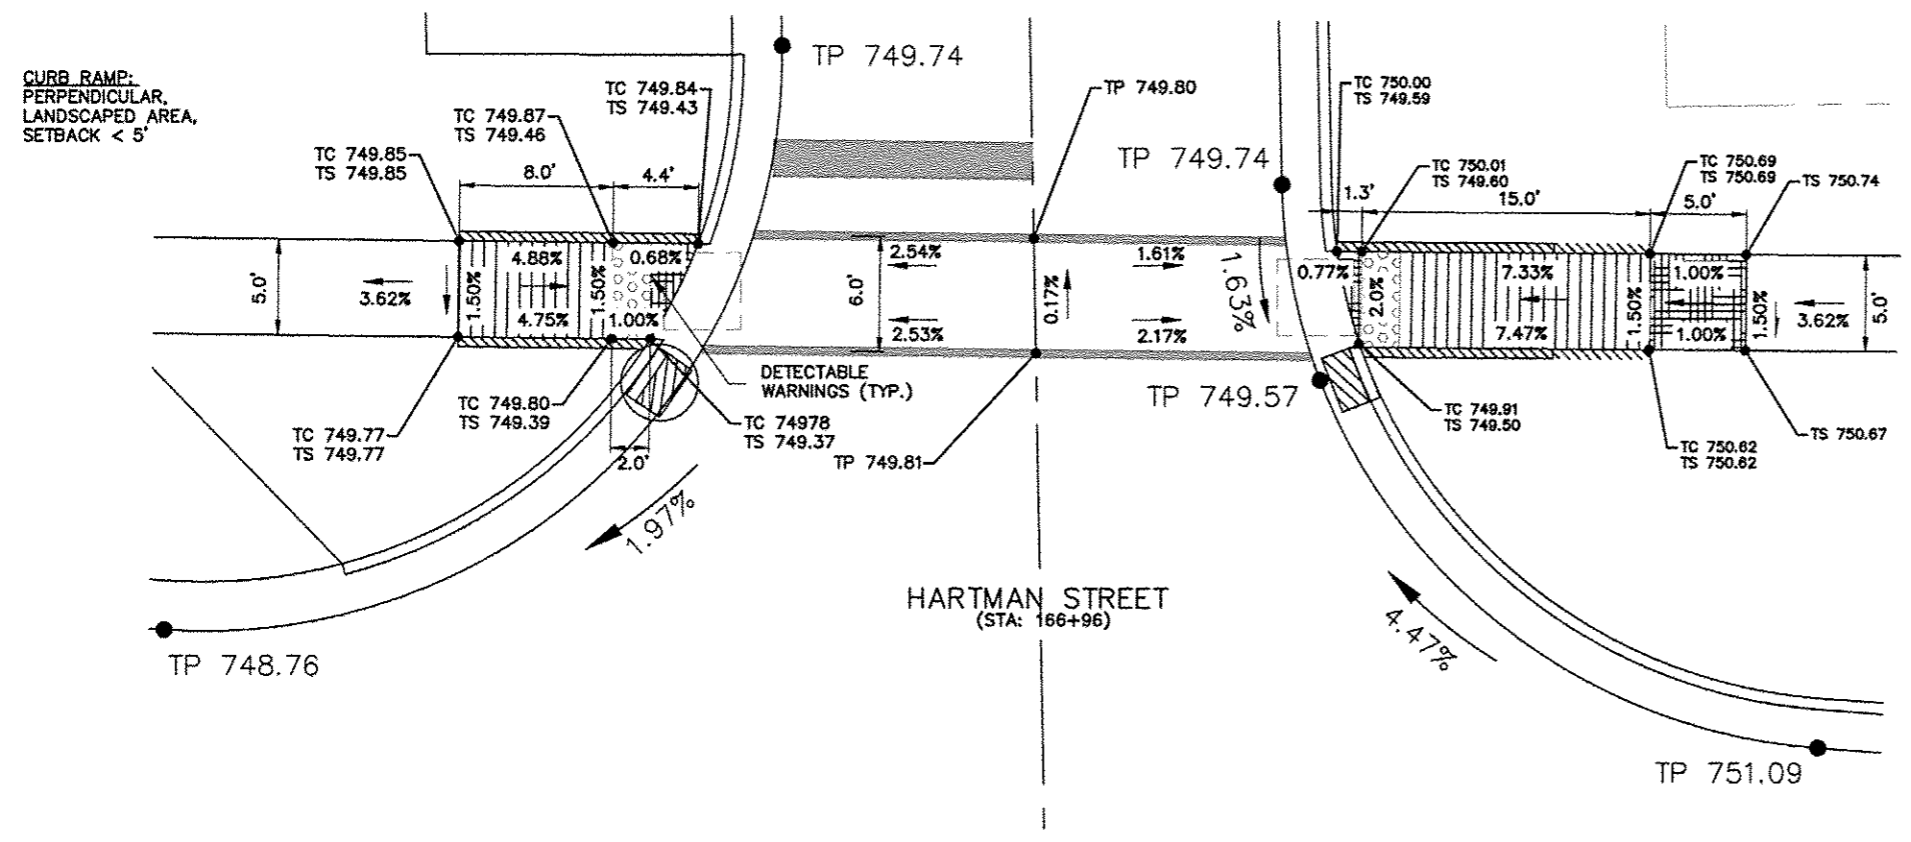 TP 749.74
CURB RAMP:
PERPENDICULAR,
LANDSCAPED AREA,
SETBACK < 5'
TC 749.84
TS 749.43
TC 749.87
TS 749.46
TC 749.85
TS 749.85
8.0'
4.4'
TP 749.80
TP 749.74
TC 750.00
TS 749.59
TC 750.01
TS 749.60
TC 750.69
TS 750.69
TS 750.74
1.3'
15.0'
5.0'
5.0'
3.62%
1.50%
4.88%
4.75%
1.50%
0.68%
1.00%
6.0'
2.54%
2.53%
0.17%
1.61%
2.17%
1.63%
0.77%
2.0%
7.33%
7.47%
1.50%
1.00%
1.00%
1.50%
3.62%
5.0'
DETECTABLE
WARNINGS (TYP.)
TC 749.80
TS 749.39
TC 749.77
TS 749.77
2.0'
TC 74978
TS 749.37
TP 749.81
TP 749.57
TC 749.91
TS 749.50
TC 750.62
TS 750.62
TS 750.67
1.97%
HARTMAN STREET
(STA: 166+96)
4.47%
TP 748.76
TP 751.09